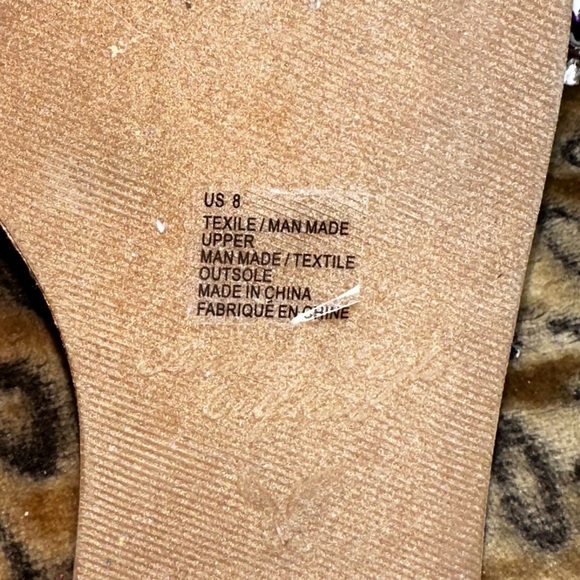 US 8
TEXILE / MAN MADE
UPPER
MAN MADE / TEXTILE
OUTSOLE
MADE IN CHINA
FABRIQUÉ EN CHINE